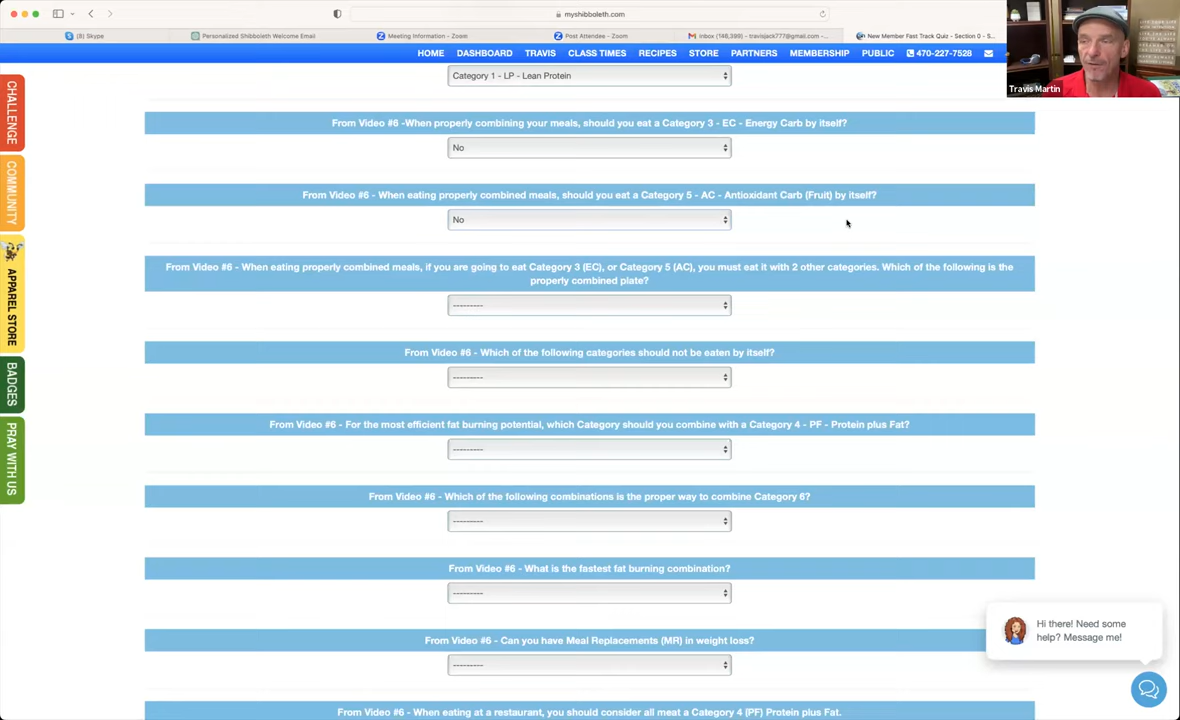 myshibboleth.com
(8) Skype
Personalized Shibboleth Welcome Email
Meeting Information - Zoom
Post Attendee - Zoom
Inbox (148,399) - travisjack777@gmail.com -...
New Member Fast Track Quiz - Section 0 - S...
HOME DASHBOARD TRAVIS CLASS TIMES RECIPES STORE PARTNERS MEMBERSHIP PUBLIC 470-227-7528
Travis Martin
CHALLENGE
COMMUNITY
APPAREL STORE
BADGES
PRAY WITH US
Category 1 - LP - Lean Protein
From Video #6 -When properly combining your meals, should you eat a Category 3 - EC - Energy Carb by itself?
No
From Video #6 - When eating properly combined meals, should you eat a Category 5 - AC - Antioxidant Carb (Fruit) by itself?
No
From Video #6 - When eating properly combined meals, if you are going to eat Category 3 (EC), or Category 5 (AC), you must eat it with 2 other categories. Which of the following is the
properly combined plate?
---------
From Video #6 - Which of the following categories should not be eaten by itself?
---------
From Video #6 - For the most efficient fat burning potential, which Category should you combine with a Category 4 - PF - Protein plus Fat?
---------
From Video #6 - Which of the following combinations is the proper way to combine Category 6?
---------
From Video #6 - What is the fastest fat burning combination?
---------
From Video #6 - Can you have Meal Replacements (MR) in weight loss?
---------
From Video #6 - When eating at a restaurant, you should consider all meat a Category 4 (PF) Protein plus Fat.
Hi there! Need some
help? Message me!